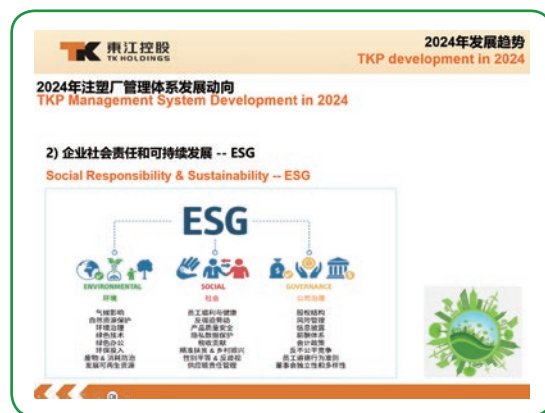 TK 東江控股
TK HOLDINGS
2024年发展趋势
TKP development in 2024
2024年注塑厂管理体系发展动向
TKP Management System Development in 2024
2) 企业社会责任和可持续发展 -- ESG
Social Responsibility & Sustainability -- ESG
ESG
ENVIRONMENTAL
环境
气候影响
自然资源保护
环境治理
绿色技术
绿色办公
环保投入
废物 & 消耗防治
发展可再生资源
SOCIAL
社会
员工福利与健康
反强迫劳动
产品质量安全
隐私数据保护
税收贡献
精准扶贫 & 乡村振兴
性别平等 & 反歧视
供应链责任管理
GOVERNANCE
公司治理
股权结构
风险管理
信息披露
薪酬体系
会计政策
反不公平竞争
员工道德行为准则
董事会独立性和多样性